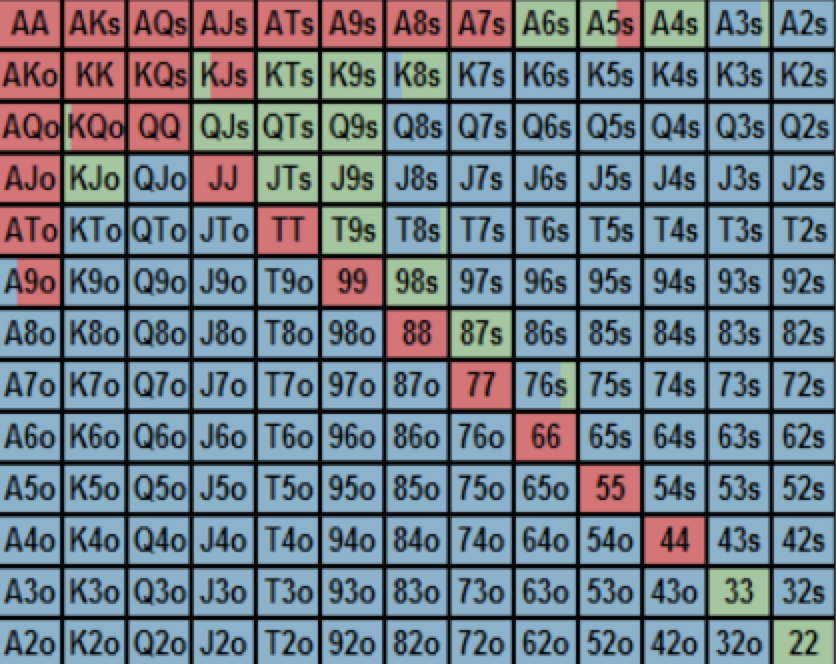 AA AKs AQs AJs ATs A9s A8s A7s A6s A5s A4s A3s A2s
AKo KK KQs KJs KTs K9s K8s K7s K6s K5s K4s K3s K2s
AQo KQo QQ QJs QTs Q9s Q8s Q7s Q6s Q5s Q4s Q3s Q2s
AJo KJo QJo JJ JTs J9s J8s J7s J6s J5s J4s J3s J2s
ATo KTo QTo JTo TT T9s T8s T7s T6s T5s T4s T3s T2s
A9o K9o Q9o J9o T9o 99 98s 97s 96s 95s 94s 93s 92s
A8o K8o Q8o J8o T8o 98o 88 87s 86s 85s 84s 83s 82s
A7o K7o Q7o J7o T7o 97o 87o 77 76s 75s 74s 73s 72s
A6o K6o Q6o J6o T6o 96o 86o 76o 66 65s 64s 63s 62s
A5o K5o Q5o J5o T5o 95o 85o 75o 65o 55 54s 53s 52s
A4o K4o Q4o J4o T4o 94o 84o 74o 64o 54o 44 43s 42s
A3o K3o Q3o J3o T3o 93o 83o 73o 63o 53o 43o 33 32s
A2o K2o Q2o J2o T2o 92o 82o 72o 62o 52o 42o 32o 22